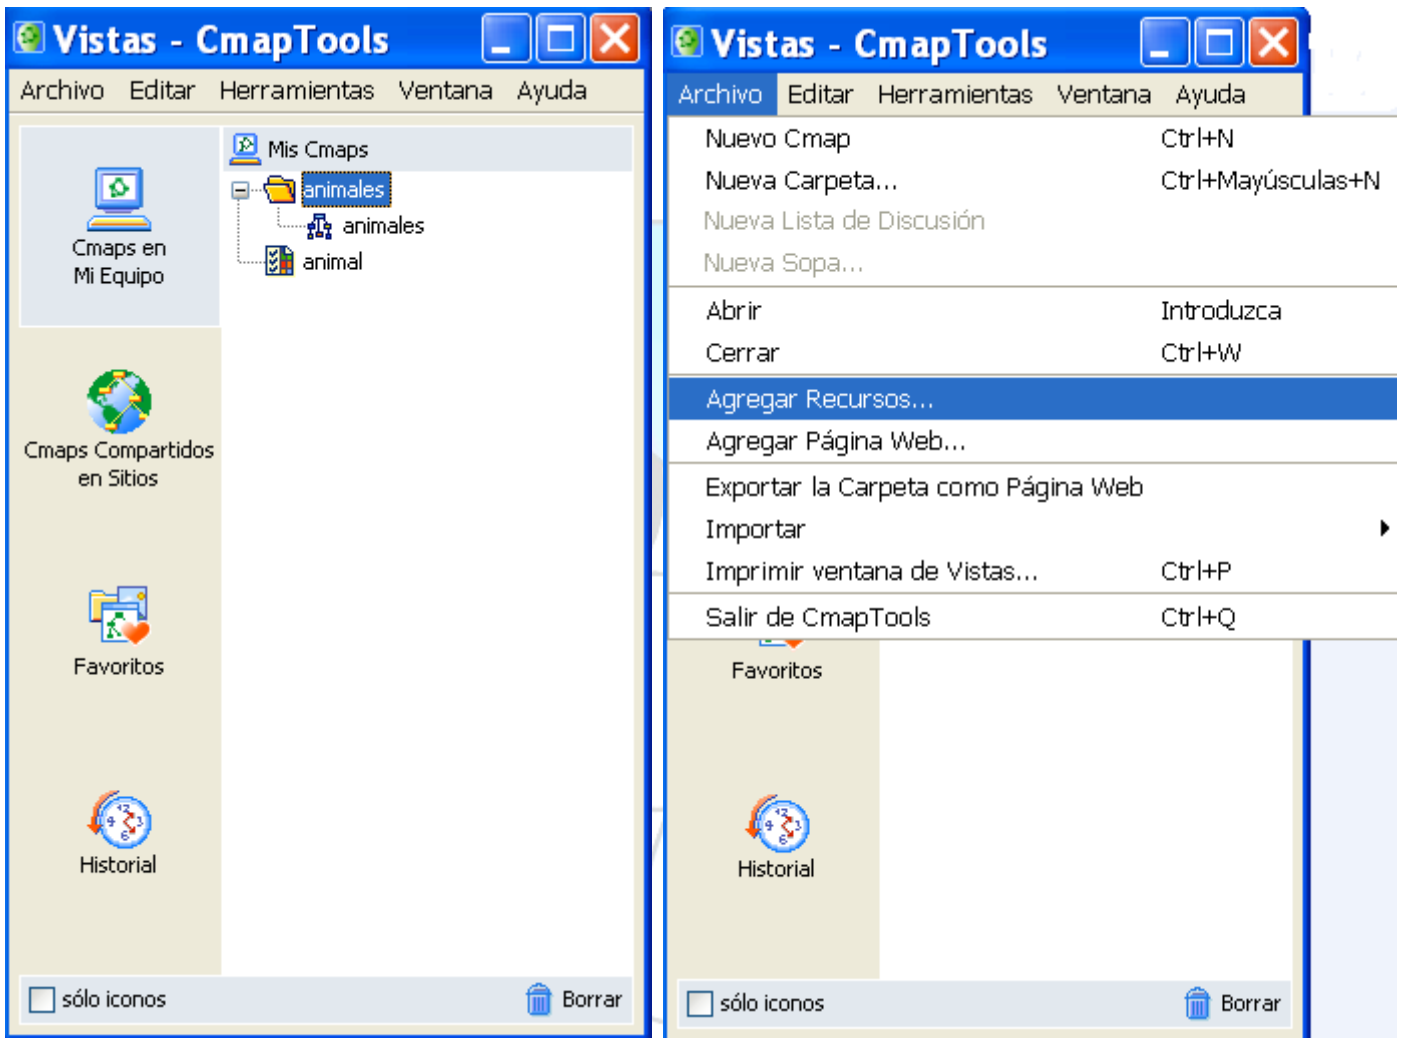 Vistas - CmapTools
Archivo Editar Herramientas Ventana Ayuda
Mis Cmaps
animales
animales
animal
Cmaps en
Mi Equipo
Cmaps Compartidos
en Sitios
Favoritos
Historial
sólo iconos Borrar
Vistas - CmapTools
Archivo Editar Herramientas Ventana Ayuda
Nuevo Cmap Ctrl+N
Nueva Carpeta... Ctrl+Mayúsculas+N
Nueva Lista de Discusión
Nueva Sopa...
Abrir Introduzca
Cerrar Ctrl+W
Agregar Recursos...
Agregar Página Web...
Exportar la Carpeta como Página Web
Importar
Imprimir ventana de Vistas... Ctrl+P
Salir de CmapTools Ctrl+Q
Favoritos
Historial
sólo iconos Borrar